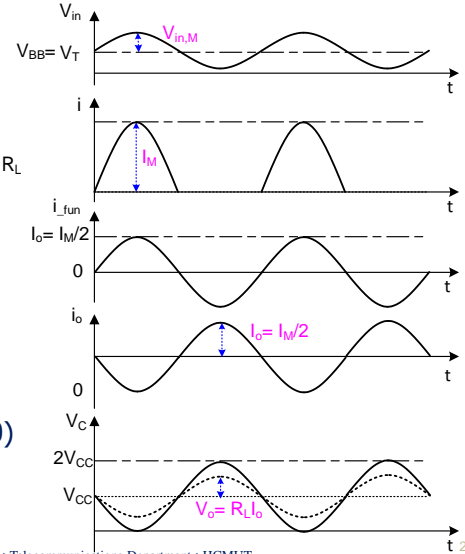 V_in
V_BB= V_T
V_in,M
t
i
R_L
I_M
t
i_fun
I_o= I_M/2
0
t
i_o
I_o= I_M/2
0
t
V_C
)
2V_CC
V_CC
V_o= R_LI_o
t 2
Telecommunications Department - HCMUT